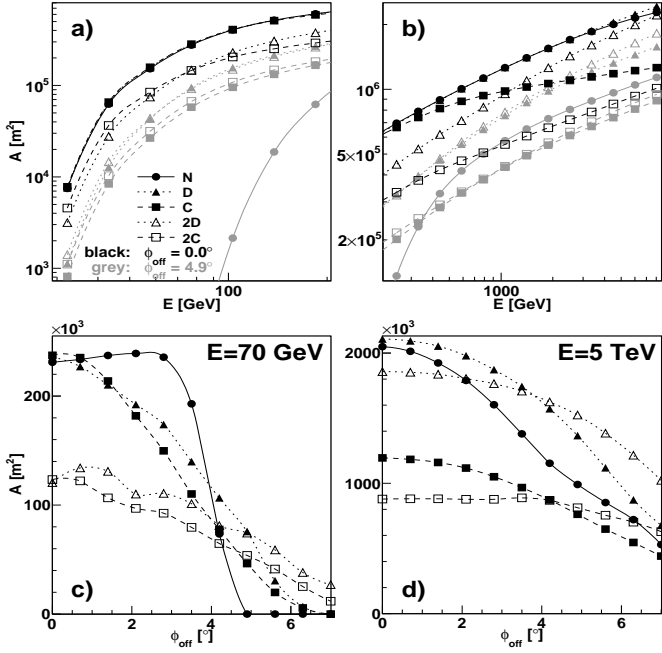 a)
A [m²]
10⁵
10⁴
10³
N
D
C
2D
2C
black: ϕoff = 0.0°
grey: ϕoff = 4.9°
100
E [GeV]
b)
A [m²]
10⁶
5×10⁵
2×10⁵
1000
E [GeV]
×10³
E=70 GeV
A [m²]
200
100
0
c)
0 2 4 6
ϕoff [°]
×10³
E=5 TeV
2000
1000
0
d)
0 2 4 6
ϕoff [°]